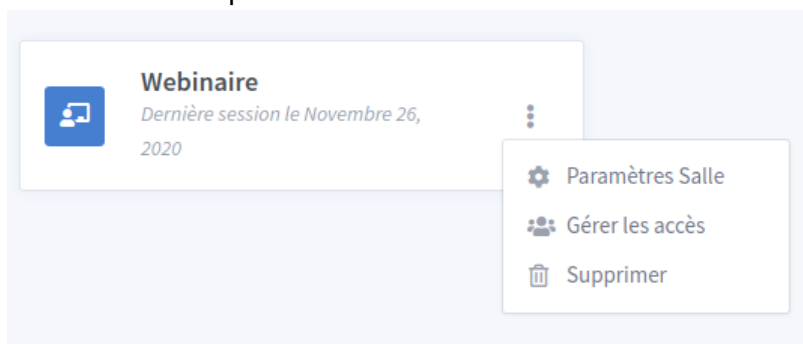 Webinaire
Dernière session le Novembre 26,
2020
Paramètres Salle
Gérer les accès
Supprimer